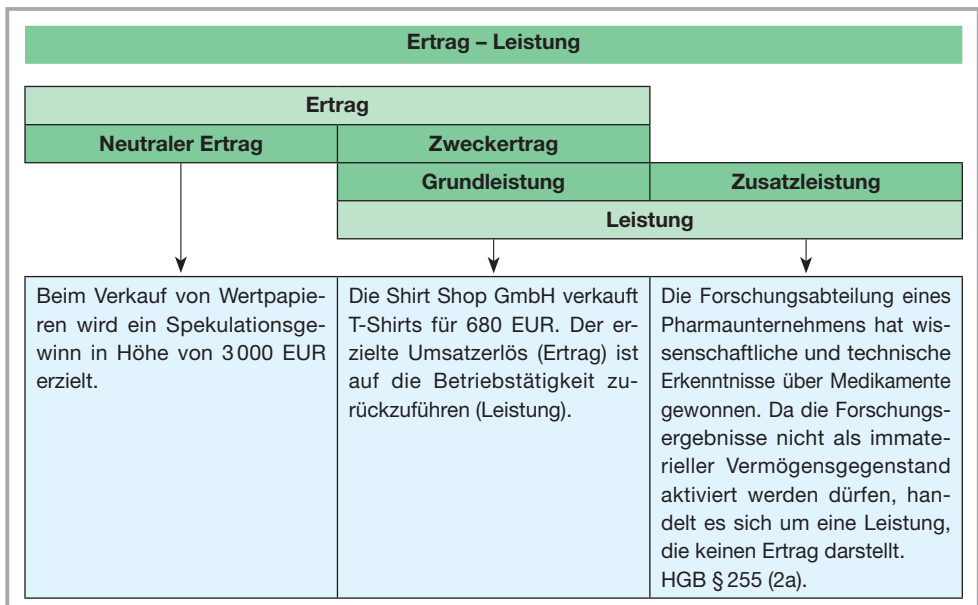 Ertrag – Leistung
Ertrag
Neutraler Ertrag
Zweckertrag
Grundleistung
Zusatzleistung
Leistung
Beim Verkauf von Wertpapie-
ren wird ein Spekulationsge-
winn in Höhe von 3 000 EUR
erzielt.
Die Shirt Shop GmbH verkauft
T-Shirts für 680 EUR. Der er-
zielte Umsatzerlös (Ertrag) ist
auf die Betriebstätigkeit zu-
rückzuführen (Leistung).
Die Forschungsabteilung eines
Pharmaunternehmens hat wis-
senschaftliche und technische
Erkenntnisse über Medikamente
gewonnen. Da die Forschungs-
ergebnisse nicht als immate-
rieller Vermögensgegenstand
aktiviert werden dürfen, han-
delt es sich um eine Leistung,
die keinen Ertrag darstellt.
HGB § 255 (2a).